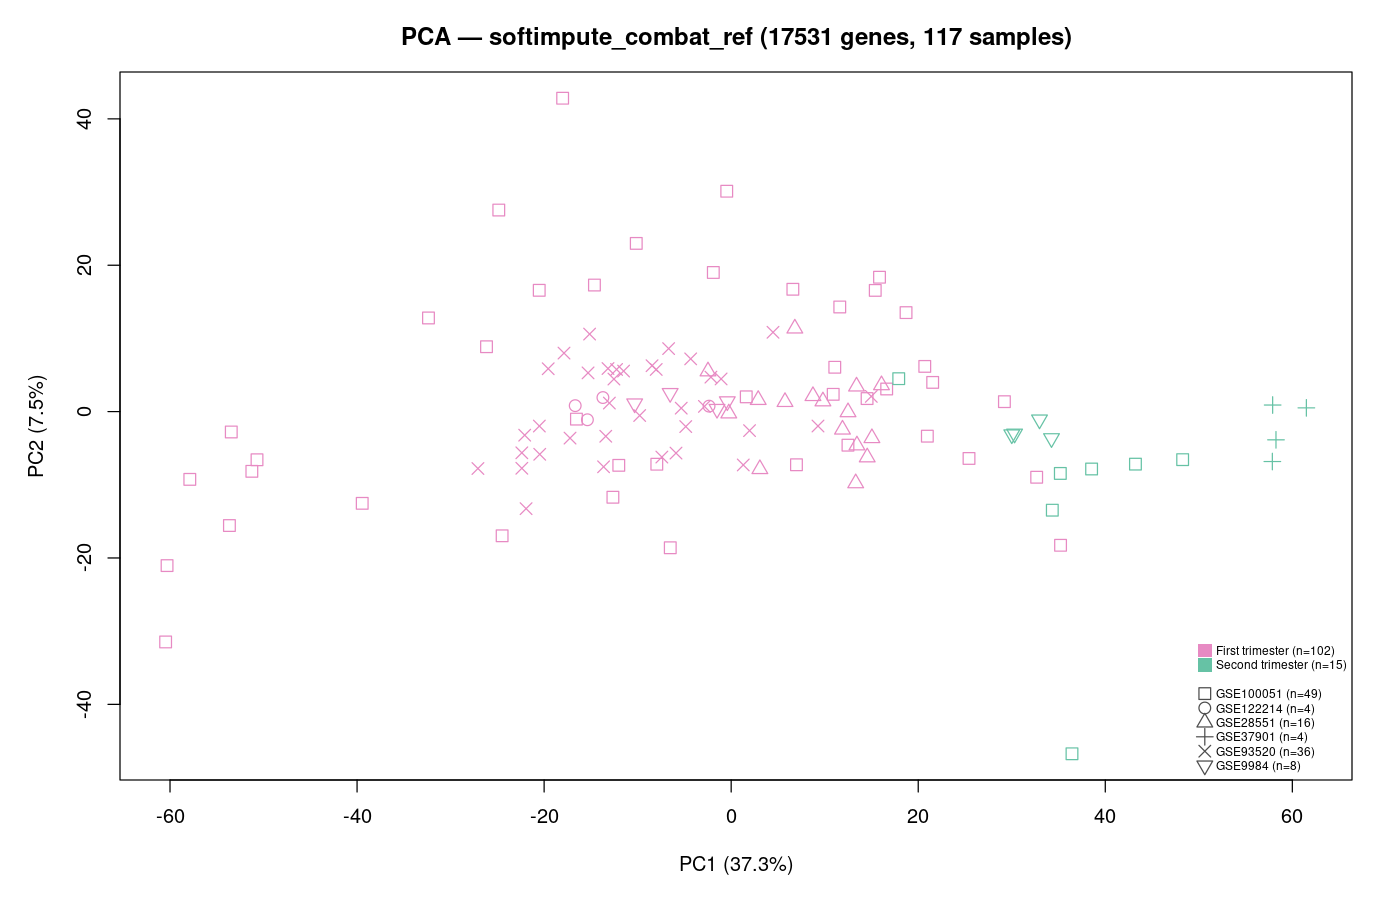 PCA — softimpute_combat_ref (17531 genes, 117 samples)
40
20
0
-20
-40
PC2 (7.5%)
First trimester (n=102)
Second trimester (n=15)
GSE100051 (n=49)
GSE122214 (n=4)
GSE28551 (n=16)
GSE37901 (n=4)
GSE93520 (n=36)
GSE9984 (n=8)
-60 -40 -20 0 20 40 60
PC1 (37.3%)